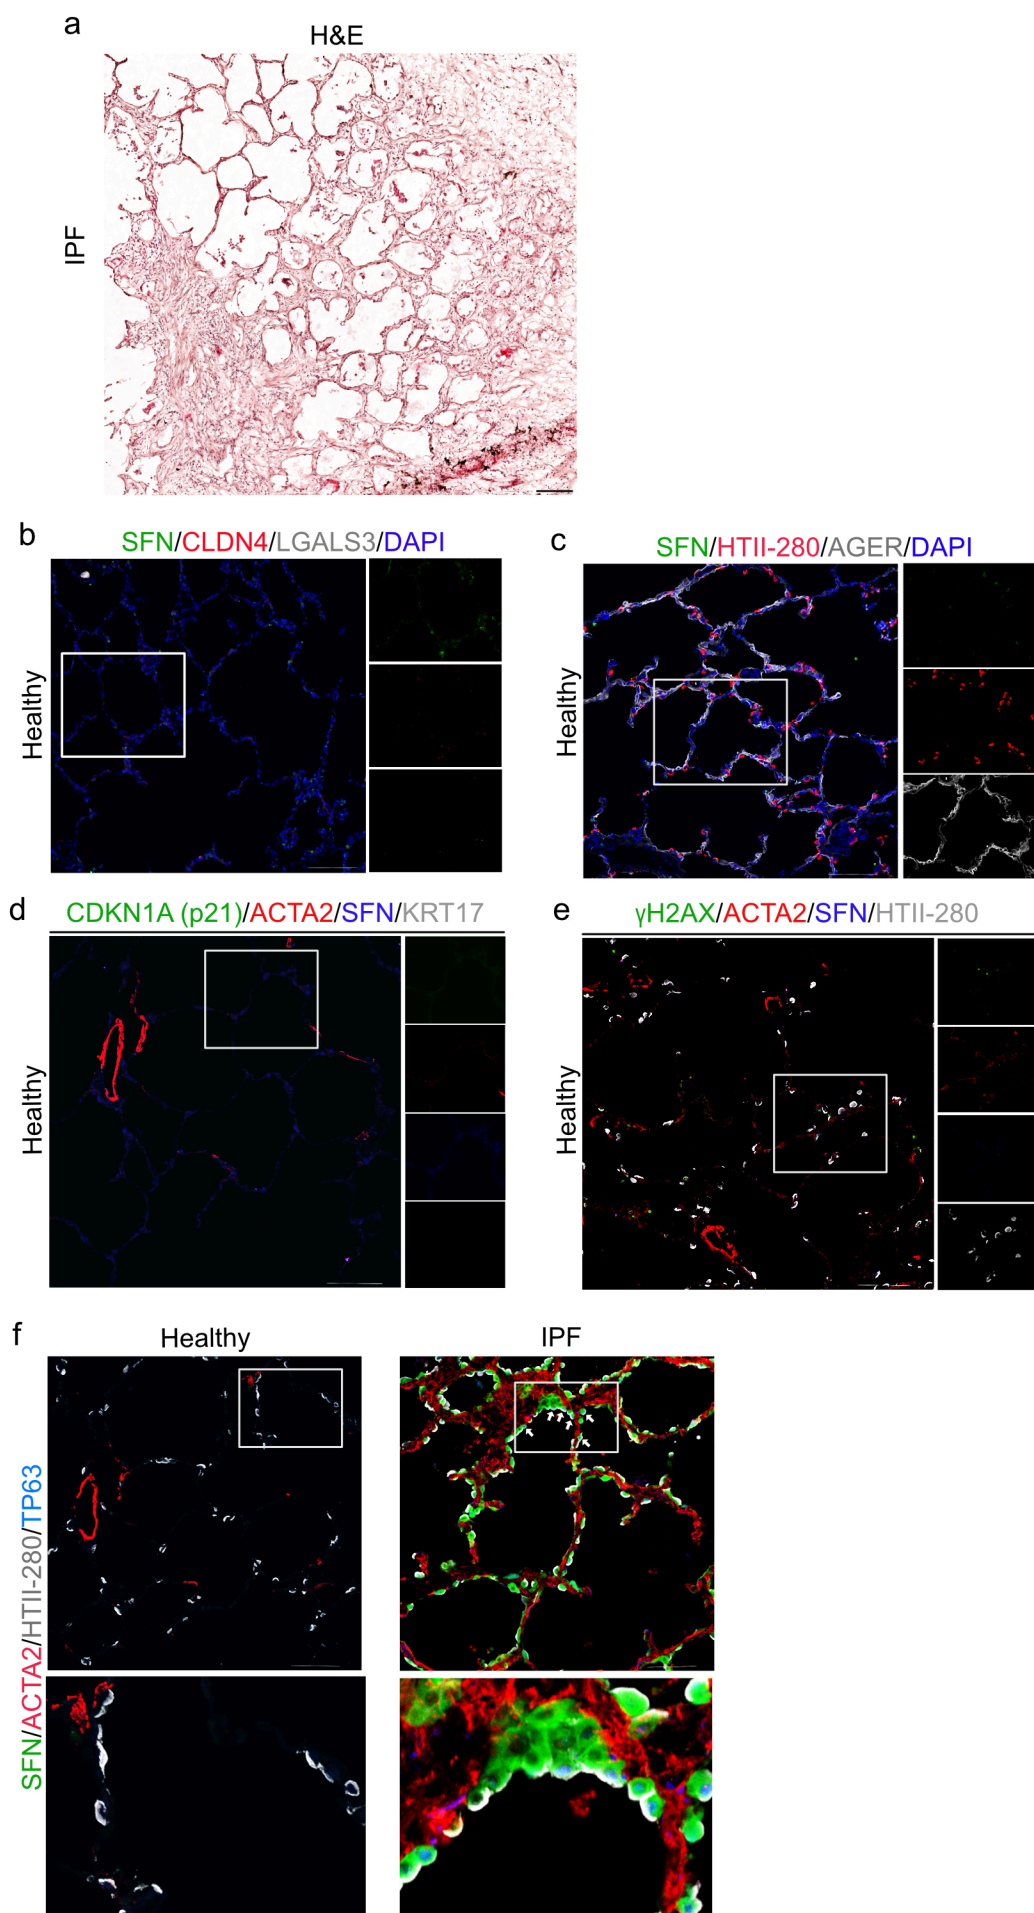 a
H&E
IPF
b
SFN/CLDN4/LGALS3/DAPI
Healthy
c
SFN/HTII-280/AGER/DAPI
Healthy
d
CDKN1A (p21)/ACTA2/SFN/KRT17
Healthy
e
γH2AX/ACTA2/SFN/HTII-280
Healthy
f
Healthy
IPF
SFN/ACTA2/HTII-280/TP63